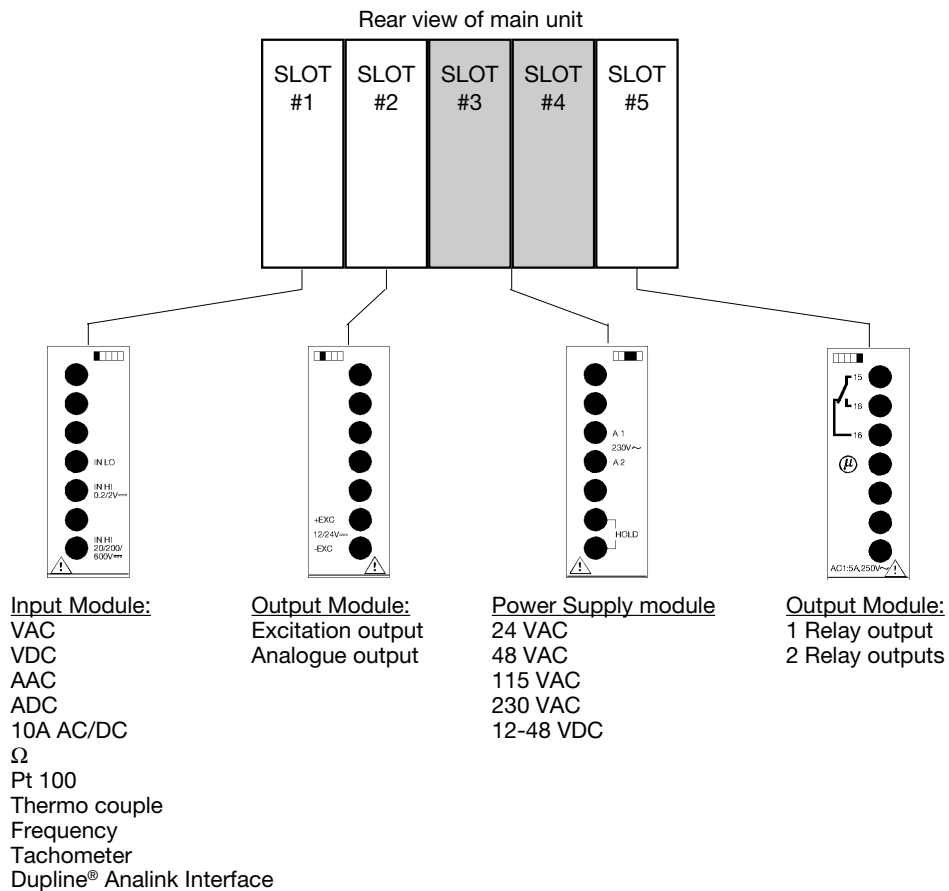 Rear view of main unit
SLOT
#1
SLOT
#2
SLOT
#3
SLOT
#4
SLOT
#5
IN LO
IN HI
0.2/2V⎓
IN HI
20/200/
600V⎓
+EXC
12/24V⎓
-EXC
A 1
230V~
A 2
HOLD
15
18
16
μ
AC1:5A,250V~
Input Module:
VAC
VDC
AAC
ADC
10A AC/DC
Ω
Pt 100
Thermo couple
Frequency
Tachometer
Dupline® Analink Interface
Output Module:
Excitation output
Analogue output
Power Supply module
24 VAC
48 VAC
115 VAC
230 VAC
12-48 VDC
Output Module:
1 Relay output
2 Relay outputs